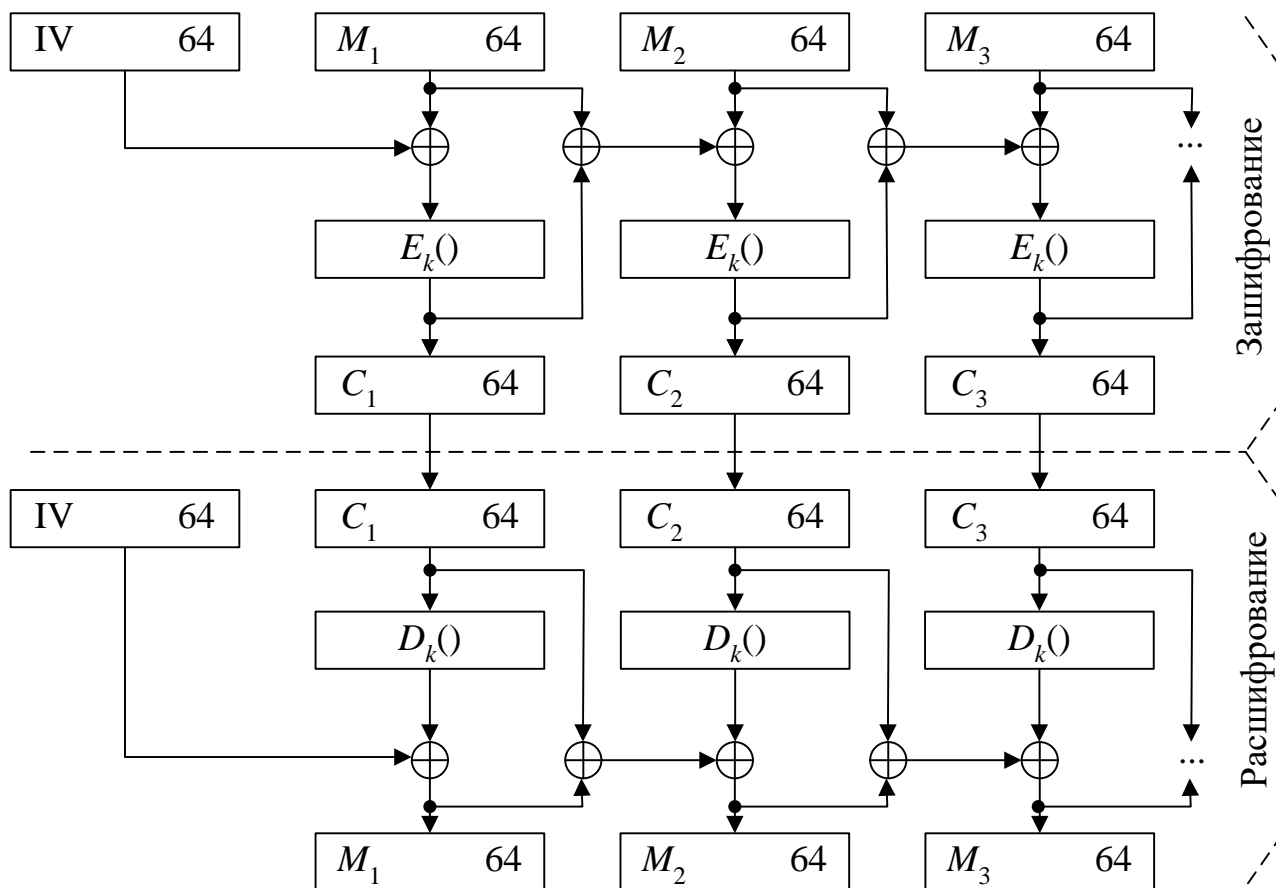 IV 64 M1 64 M2 64 M3 64
...
Ek() Ek() Ek()
C1 64 C2 64 C3 64
Зашифрование
IV 64 C1 64 C2 64 C3 64
Dk() Dk() Dk()
...
M1 64 M2 64 M3 64
Расшифрование